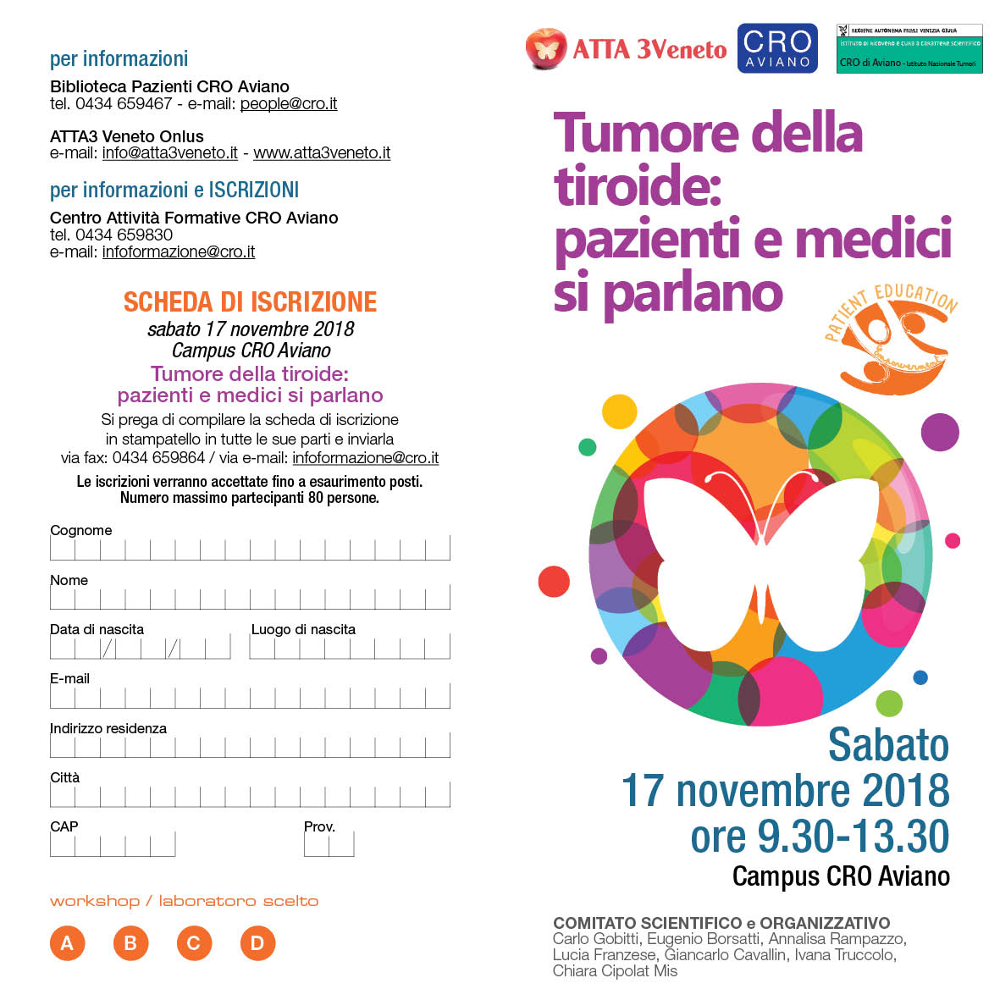 per informazioni
Biblioteca Pazienti CRO Aviano
tel. 0434 659467 - e-mail: people@cro.it
ATTA3 Veneto Onlus
e-mail: info@atta3veneto.it - www.atta3veneto.it
per informazioni e ISCRIZIONI
Centro Attività Formative CRO Aviano
tel. 0434 659830
e-mail: infoformazione@cro.it
SCHEDA DI ISCRIZIONE
sabato 17 novembre 2018
Campus CRO Aviano
Tumore della tiroide:
pazienti e medici si parlano
Si prega di compilare la scheda di iscrizione
in stampatello in tutte le sue parti e inviarla
via fax: 0434 659864 / via e-mail: infoformazione@cro.it
Le iscrizioni verranno accettate fino a esaurimento posti.
Numero massimo partecipanti 80 persone.
Cognome
Nome
Data di nascita Luogo di nascita
/ /
E-mail
Indirizzo residenza
Città
CAP Prov.
workshop / laboratoro scelto
A B C D
ATTA 3Veneto
CRO
AVIANO
REGIONE AUTONOMA FRIULI VENEZIA GIULIA
ISTITUTO DI RICOVERO E CURA A CARATTERE SCIENTIFICO
CRO di Aviano - Istituto Nazionale Tumori
Tumore della
tiroide:
pazienti e medici
si parlano
PATIENT EDUCATION
Empowerment
Sabato
17 novembre 2018
ore 9.30-13.30
Campus CRO Aviano
COMITATO SCIENTIFICO e ORGANIZZATIVO
Carlo Gobitti, Eugenio Borsatti, Annalisa Rampazzo,
Lucia Franzese, Giancarlo Cavallin, Ivana Truccolo,
Chiara Cipolat Mis